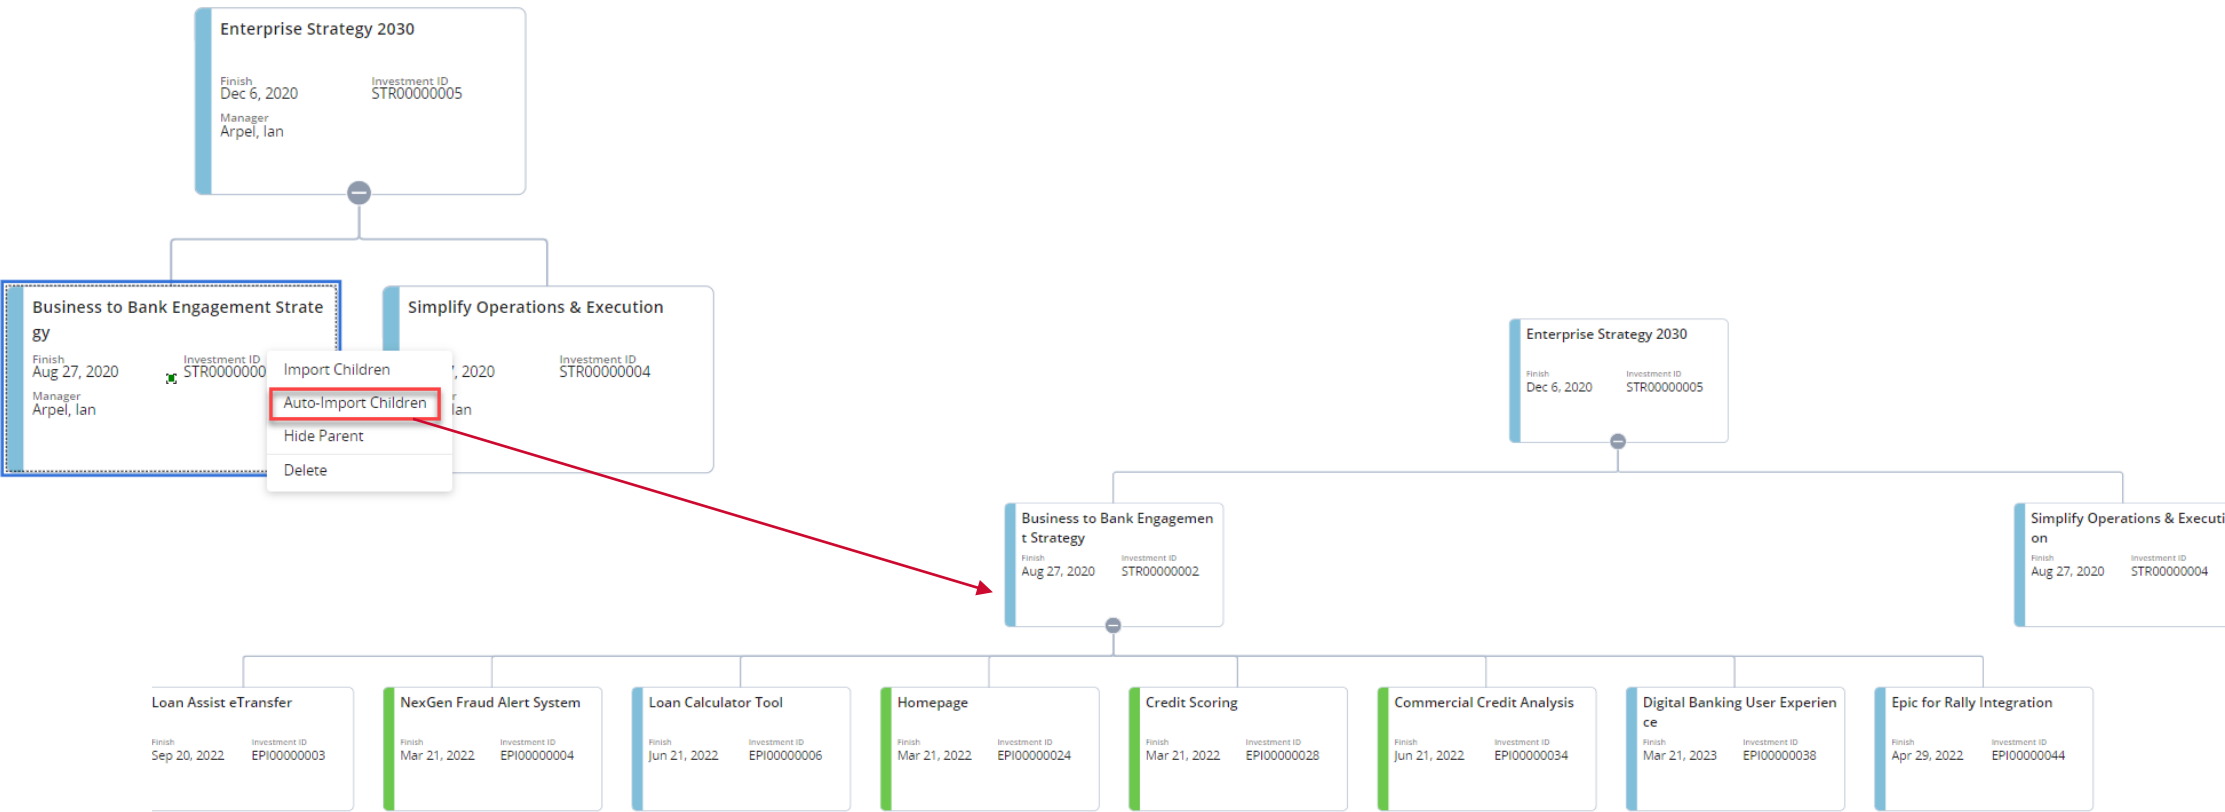 Enterprise Strategy 2030
Finish
Dec 6, 2020
Investment ID
STR00000005
Manager
Arpel, Ian
Business to Bank Engagement Strate
gy
Finish
Aug 27, 2020
Investment ID
STR0000000
Manager
Arpel, Ian
Import Children
Auto-Import Children
Hide Parent
Delete
Simplify Operations & Execution
, 2020
Investment ID
STR00000004
r
Ian
Enterprise Strategy 2030
Finish
Dec 6, 2020
Investment ID
STR00000005
Business to Bank Engagemen
t Strategy
Finish
Aug 27, 2020
Investment ID
STR00000002
Simplify Operations & Executi
on
Finish
Aug 27, 2020
Investment ID
STR00000004
Loan Assist eTransfer
Finish
Sep 20, 2022
Investment ID
EPI00000003
NexGen Fraud Alert System
Finish
Mar 21, 2022
Investment ID
EPI00000004
Loan Calculator Tool
Finish
Jun 21, 2022
Investment ID
EPI00000006
Homepage
Finish
Mar 21, 2022
Investment ID
EPI00000024
Credit Scoring
Finish
Mar 21, 2022
Investment ID
EPI00000028
Commercial Credit Analysis
Finish
Jun 21, 2022
Investment ID
EPI00000034
Digital Banking User Experien
ce
Finish
Mar 21, 2023
Investment ID
EPI00000038
Epic for Rally Integration
Finish
Apr 29, 2022
Investment ID
EPI00000044